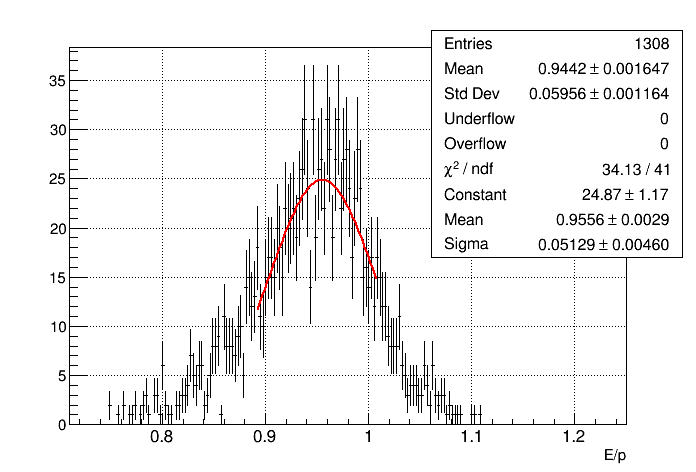 Entries 1308
Mean 0.9442 ± 0.001647
Std Dev 0.05956 ± 0.001164
Underflow 0
Overflow 0
χ² / ndf 34.13 / 41
Constant 24.87 ± 1.17
Mean 0.9556 ± 0.0029
Sigma 0.05129 ± 0.00460
35
30
25
20
15
10
5
0
0.8 0.9 1 1.1 1.2
E/p